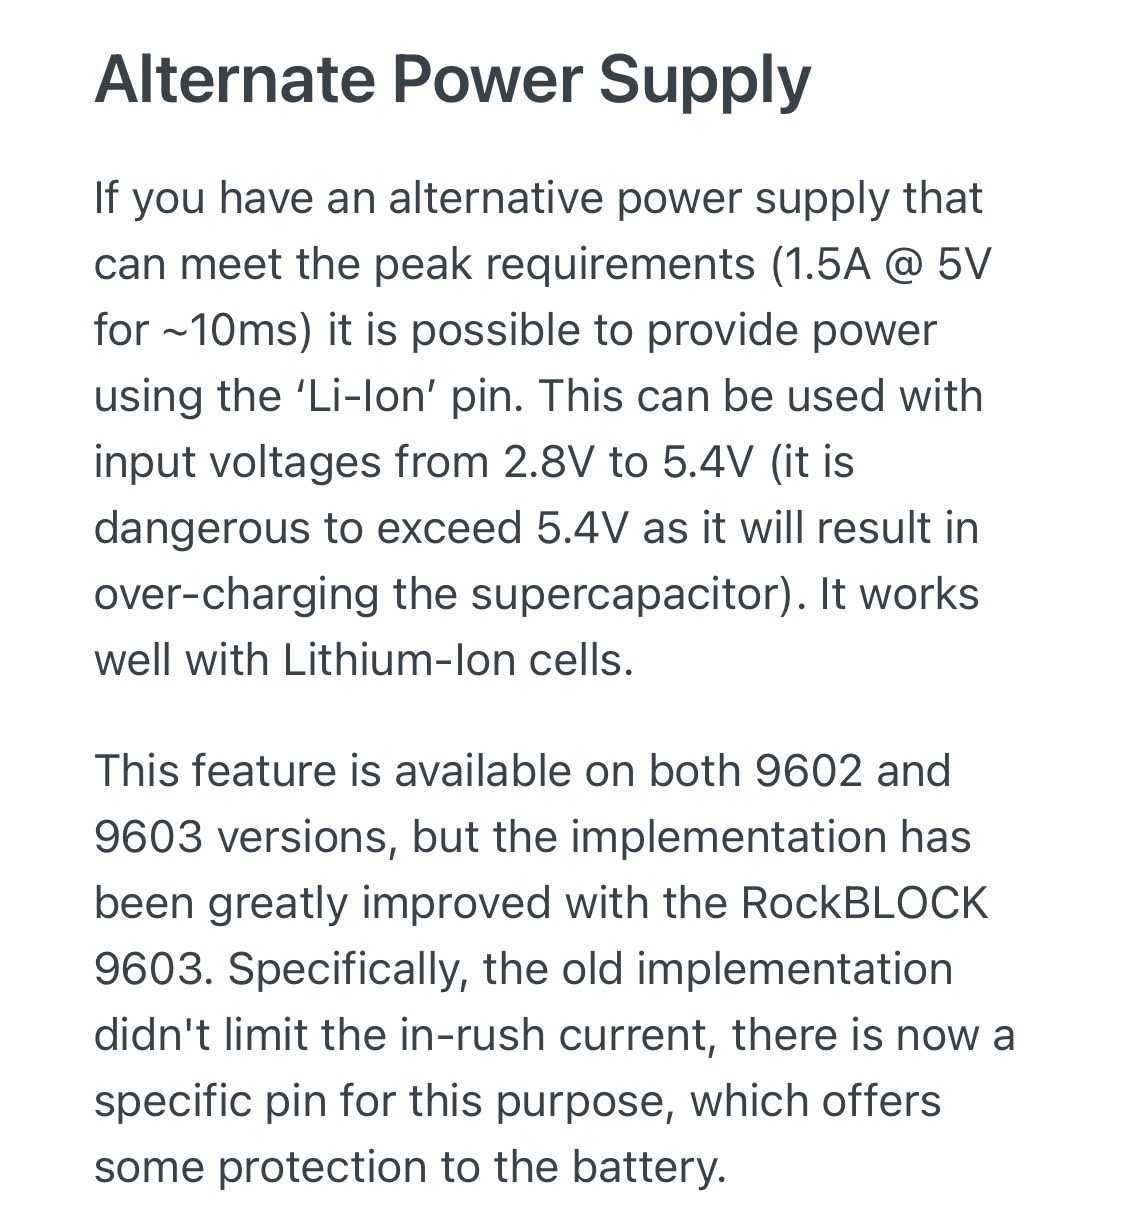 Alternate Power Supply
If you have an alternative power supply that
can meet the peak requirements (1.5A @ 5V
for ~10ms) it is possible to provide power
using the ‘Li-Ion’ pin. This can be used with
input voltages from 2.8V to 5.4V (it is
dangerous to exceed 5.4V as it will result in
over-charging the supercapacitor). It works
well with Lithium-Ion cells.
This feature is available on both 9602 and
9603 versions, but the implementation has
been greatly improved with the RockBLOCK
9603. Specifically, the old implementation
didn't limit the in-rush current, there is now a
specific pin for this purpose, which offers
some protection to the battery.